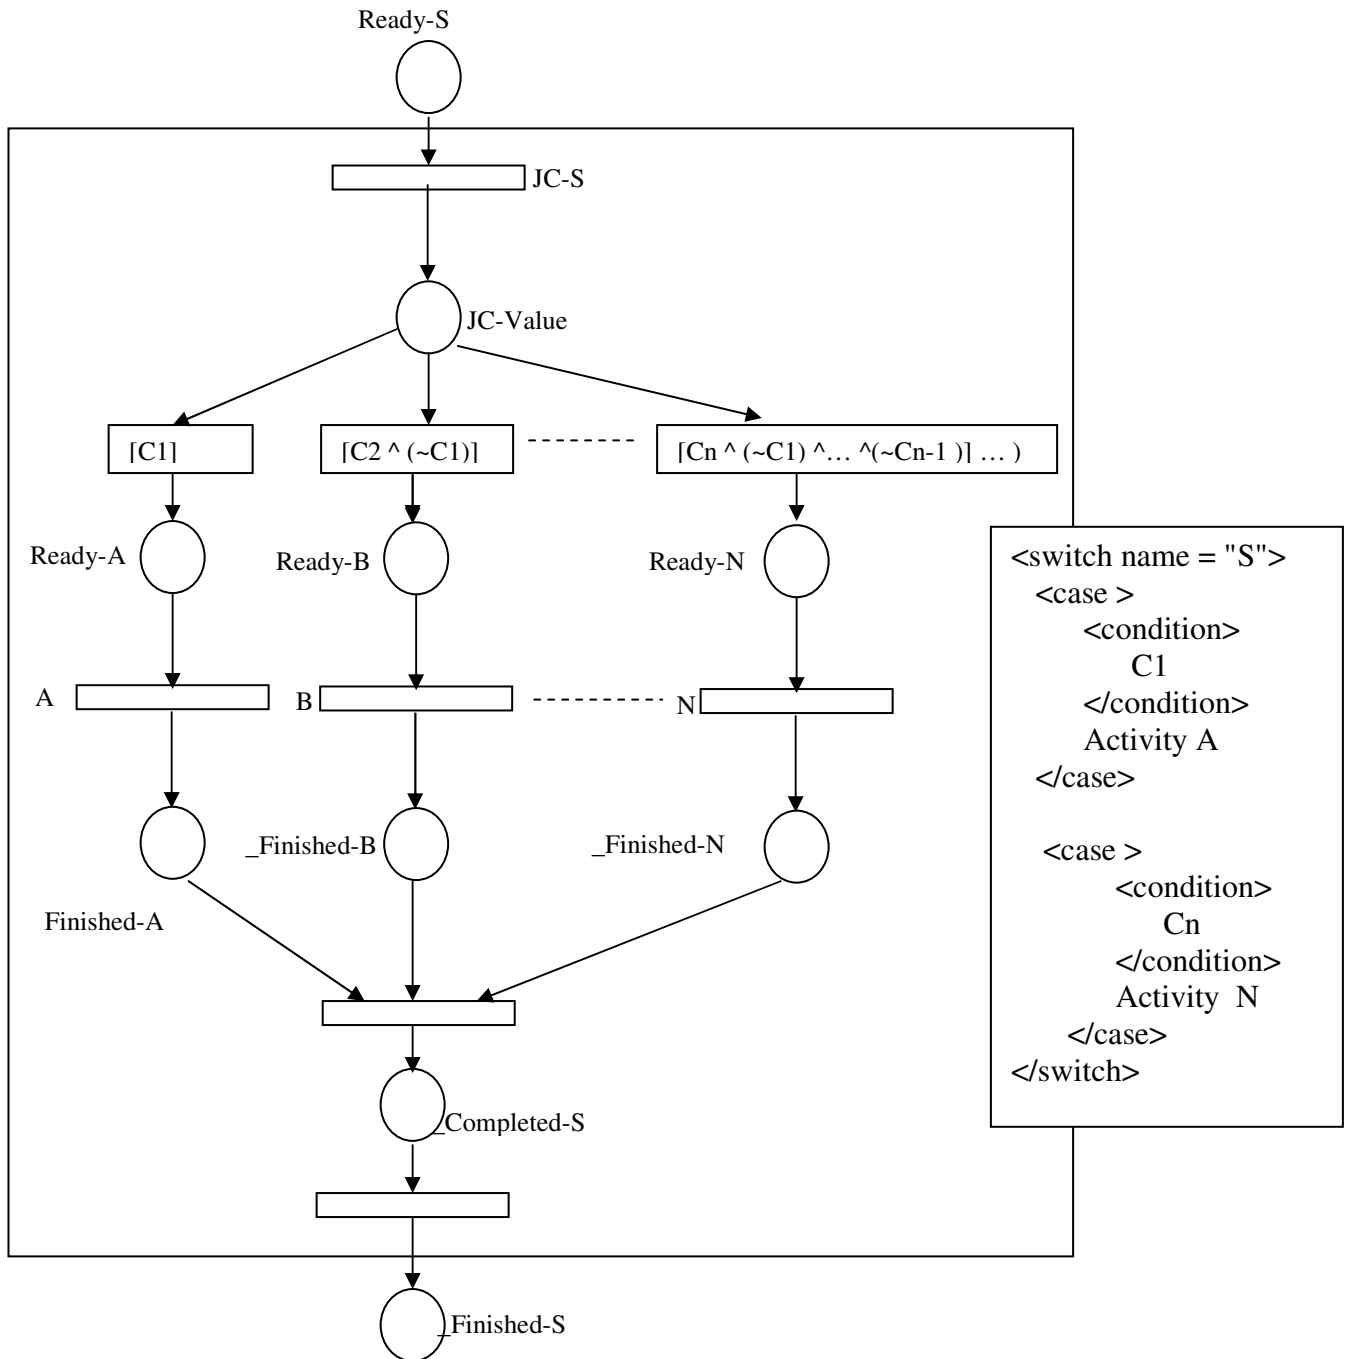 Ready-S
JC-S
JC-Value
[C1]
[C2 ^ (~C1)]
[Cn ^ (~C1) ^… ^(~Cn-1 )] … )
Ready-A
Ready-B
Ready-N
A
B
N
_Finished-B
_Finished-N
Finished-A
_Completed-S
_Finished-S
<switch name = "S">
<case >
<condition>
C1
</condition>
Activity A
</case>
<case >
<condition>
Cn
</condition>
Activity N
</case>
</switch>